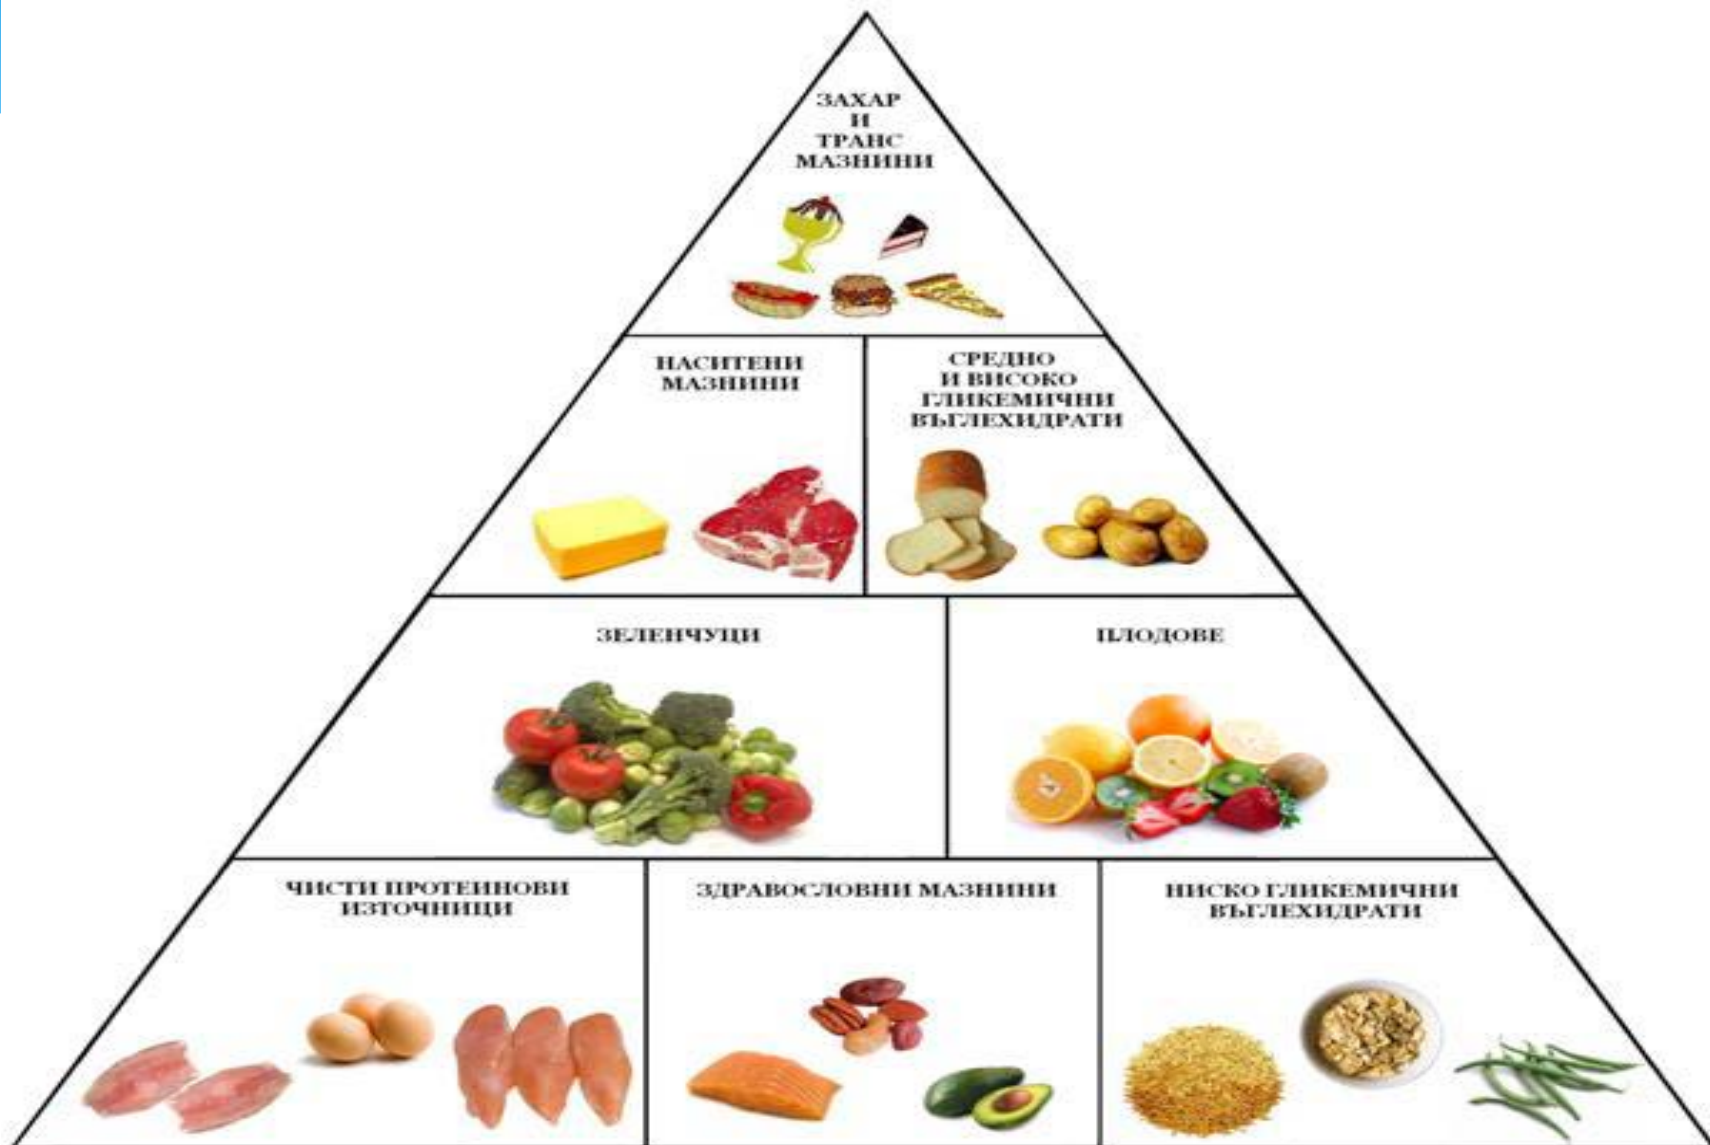 ЗАХАР
И
ТРАНС
МАЗНИНИ
НАСИТЕНИ
МАЗНИНИ
СРЕДНО
И ВИСОКО
ГЛИКЕМИЧНИ
ВЪГЛЕХИДРАТИ
ЗЕЛЕНЧУЦИ
ПЛОДОВЕ
ЧИСТИ ПРОТЕИНОВИ
ИЗТОЧНИЦИ
ЗДРАВОСЛОВНИ МАЗНИНИ
НИСКО ГЛИКЕМИЧНИ
ВЪГЛЕХИДРАТИ